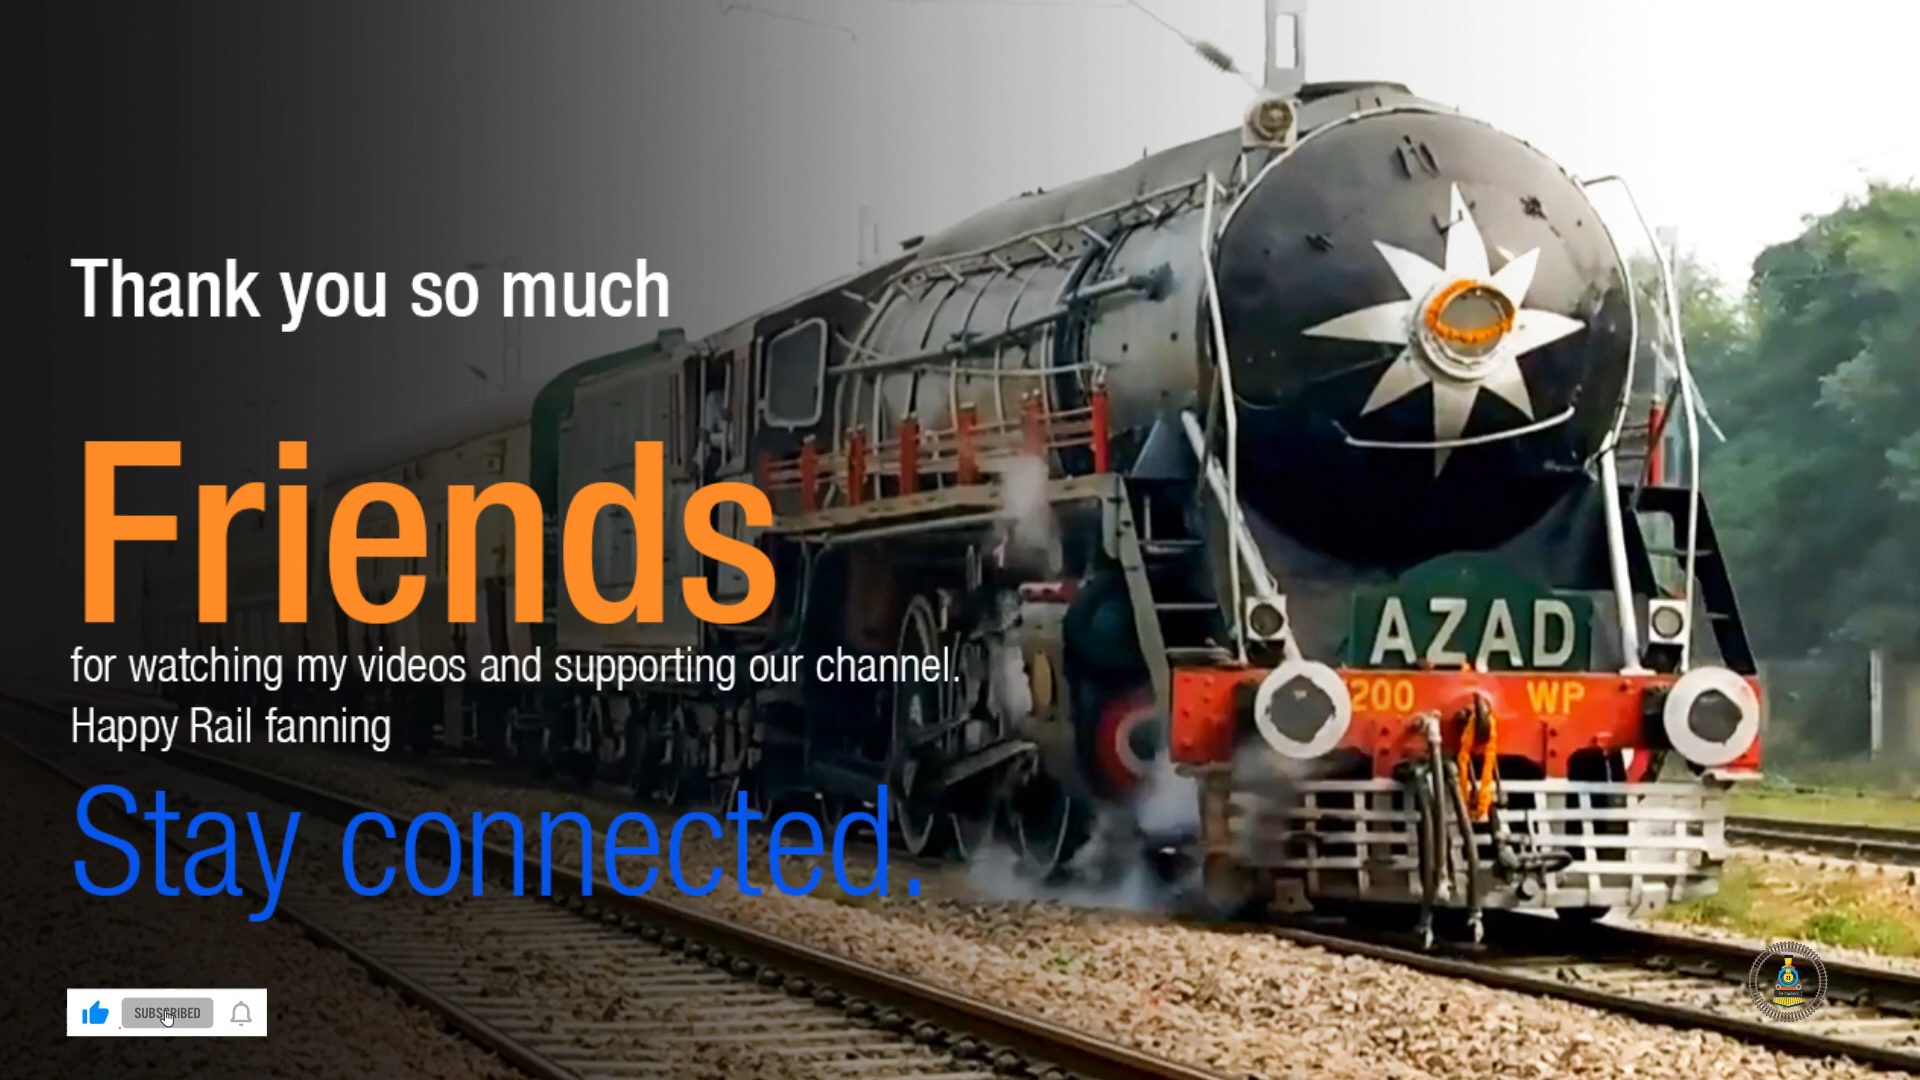 Thank you so much
Friends
for watching my videos and supporting our channel.
Happy Rail fanning
Stay connected.
AZAD
200 WP
SUBSCRIBED